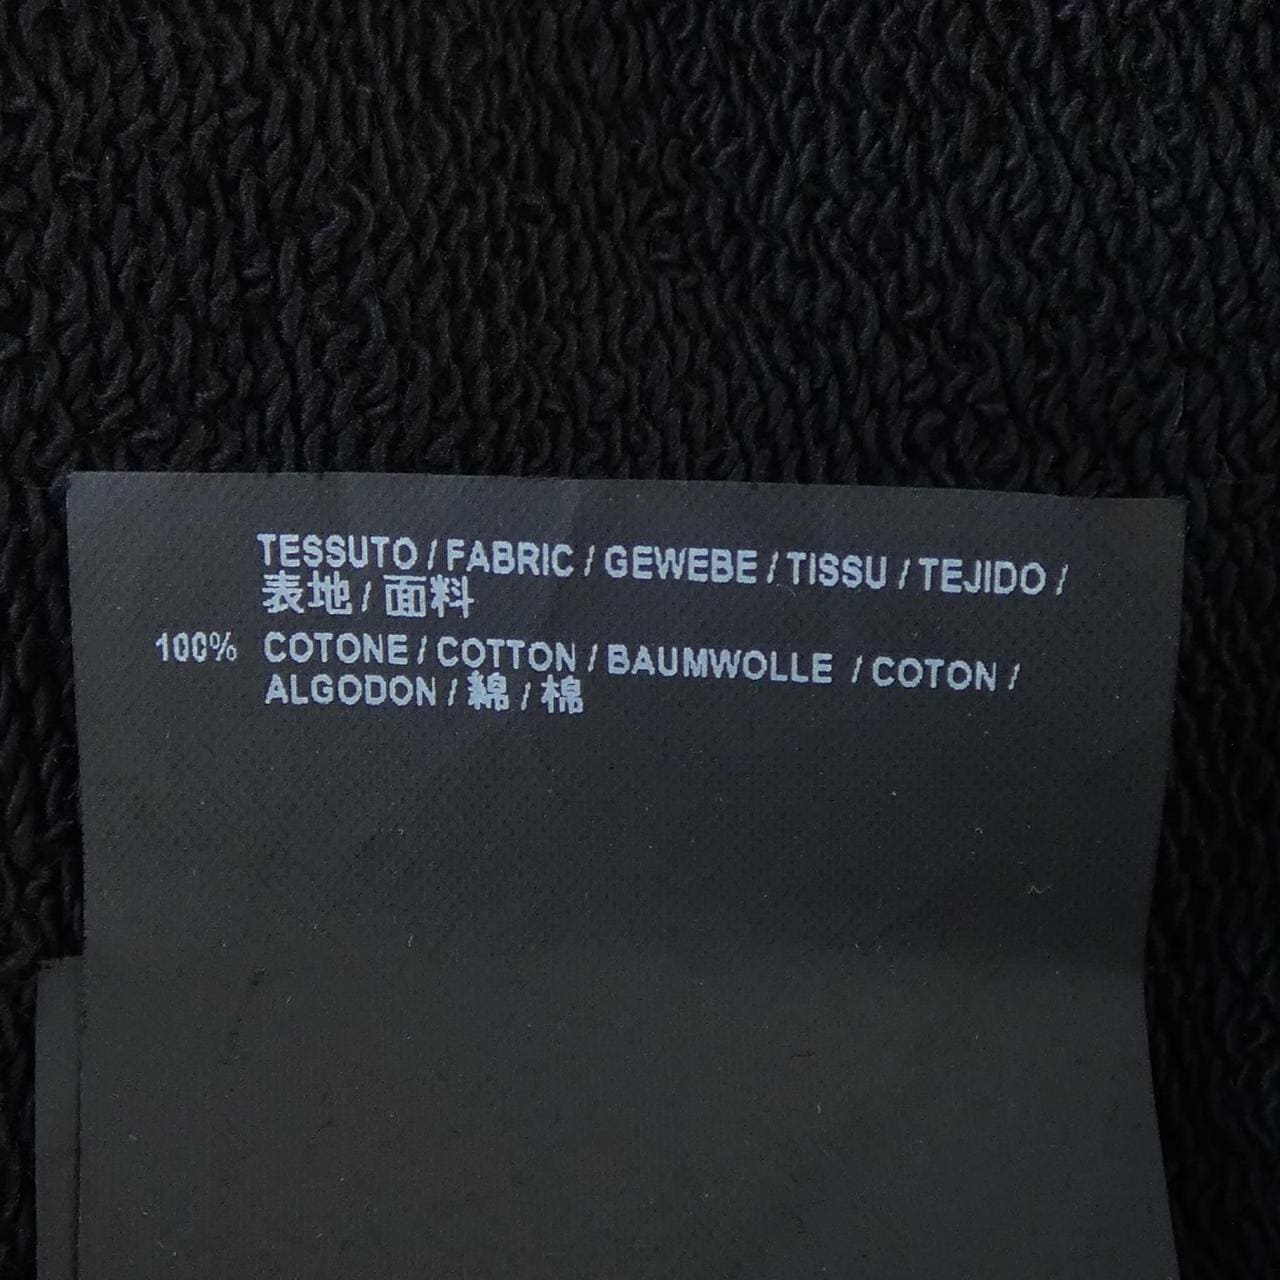 TESSUTO / FABRIC / GEWEBE / TISSU / TEJIDO /
表地 / 面料
100% COTONE / COTTON / BAUMWOLLE / COTON /
ALGODON / 綿 / 棉